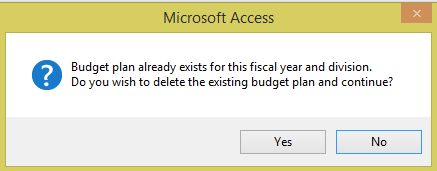 Microsoft Access
Budget plan already exists for this fiscal year and division.
Do you wish to delete the existing budget plan and continue?
Yes
No